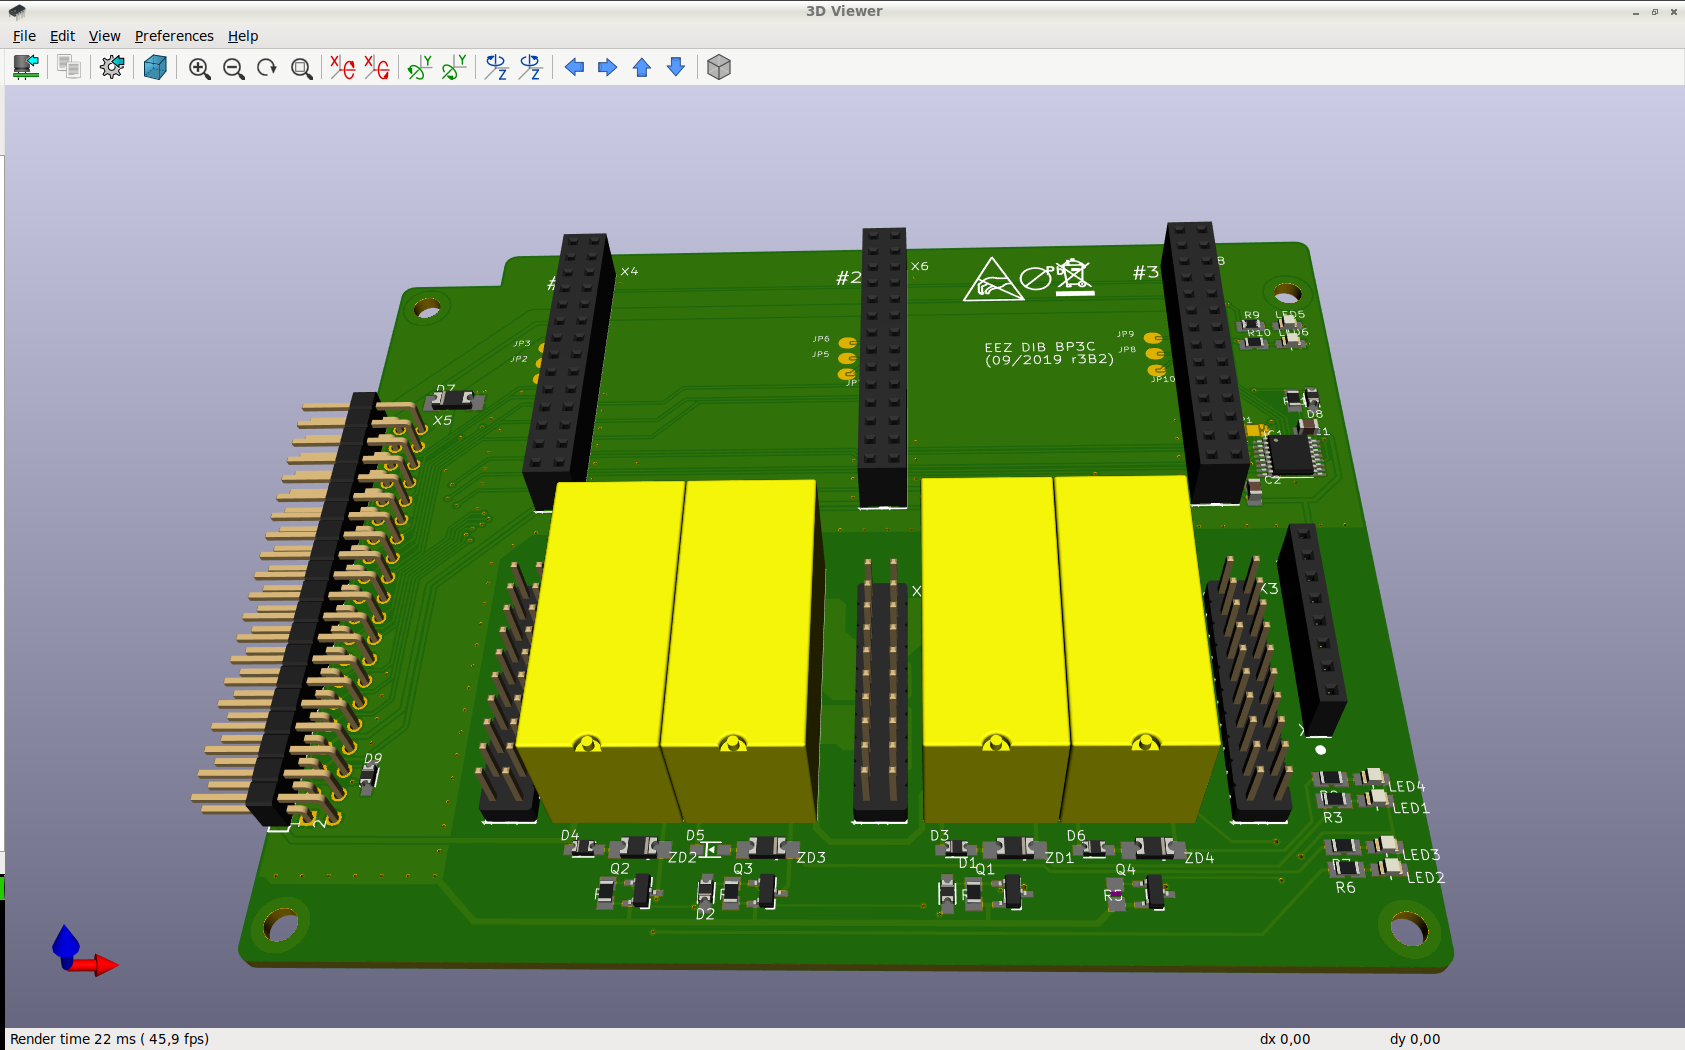 3D Viewer
File Edit View Preferences Help
X4
#2
X6
#3
8
R9
LED5
R10
LED6
JP3
JP2
JP6
JP5
JP
JP9
JP8
JP10
EEZ DIB BP3C
(09/2019 r3B2)
D7
X5
D8
C2
X
X3
D9
LED4
LED1
R3
LED3
LED2
R6
D4
ZD2
D5
ZD3
D3
D1
ZD1
D6
ZD4
Q2
Q3
Q1
Q4
D2
Render time 22 ms ( 45,9 fps)
dx 0,00
dy 0,00